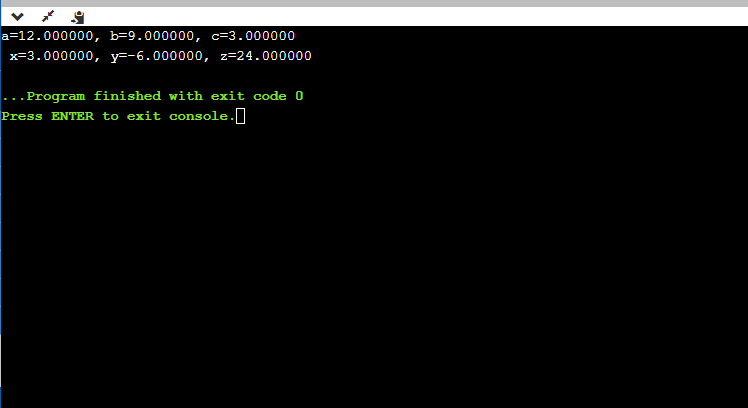 a=12.000000, b=9.000000, c=3.000000
x=3.000000, y=-6.000000, z=24.000000
...Program finished with exit code 0
Press ENTER to exit console.